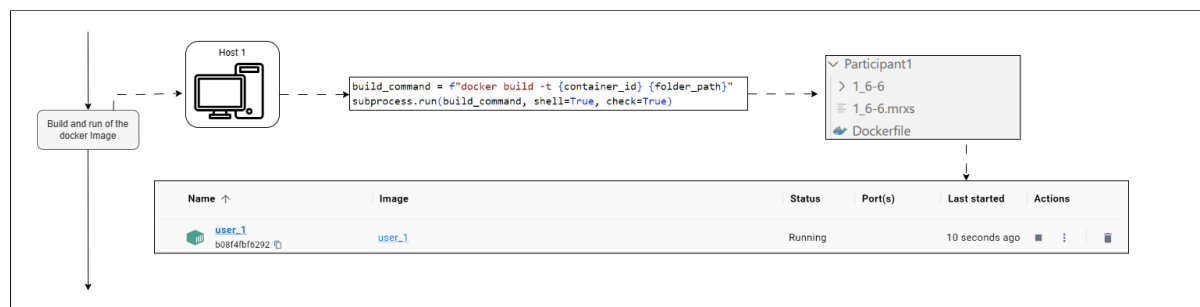 Host 1
Build and run of the
docker Image
build_command = f"docker build -t {container_id} {folder_path}"
subprocess.run(build_command, shell=True, check=True)
Participant1
1_6-6
1_6-6.mrxs
Dockerfile
Name Image Status Port(s) Last started Actions
user_1
b08f4fbf6292
user_1 Running 10 seconds ago